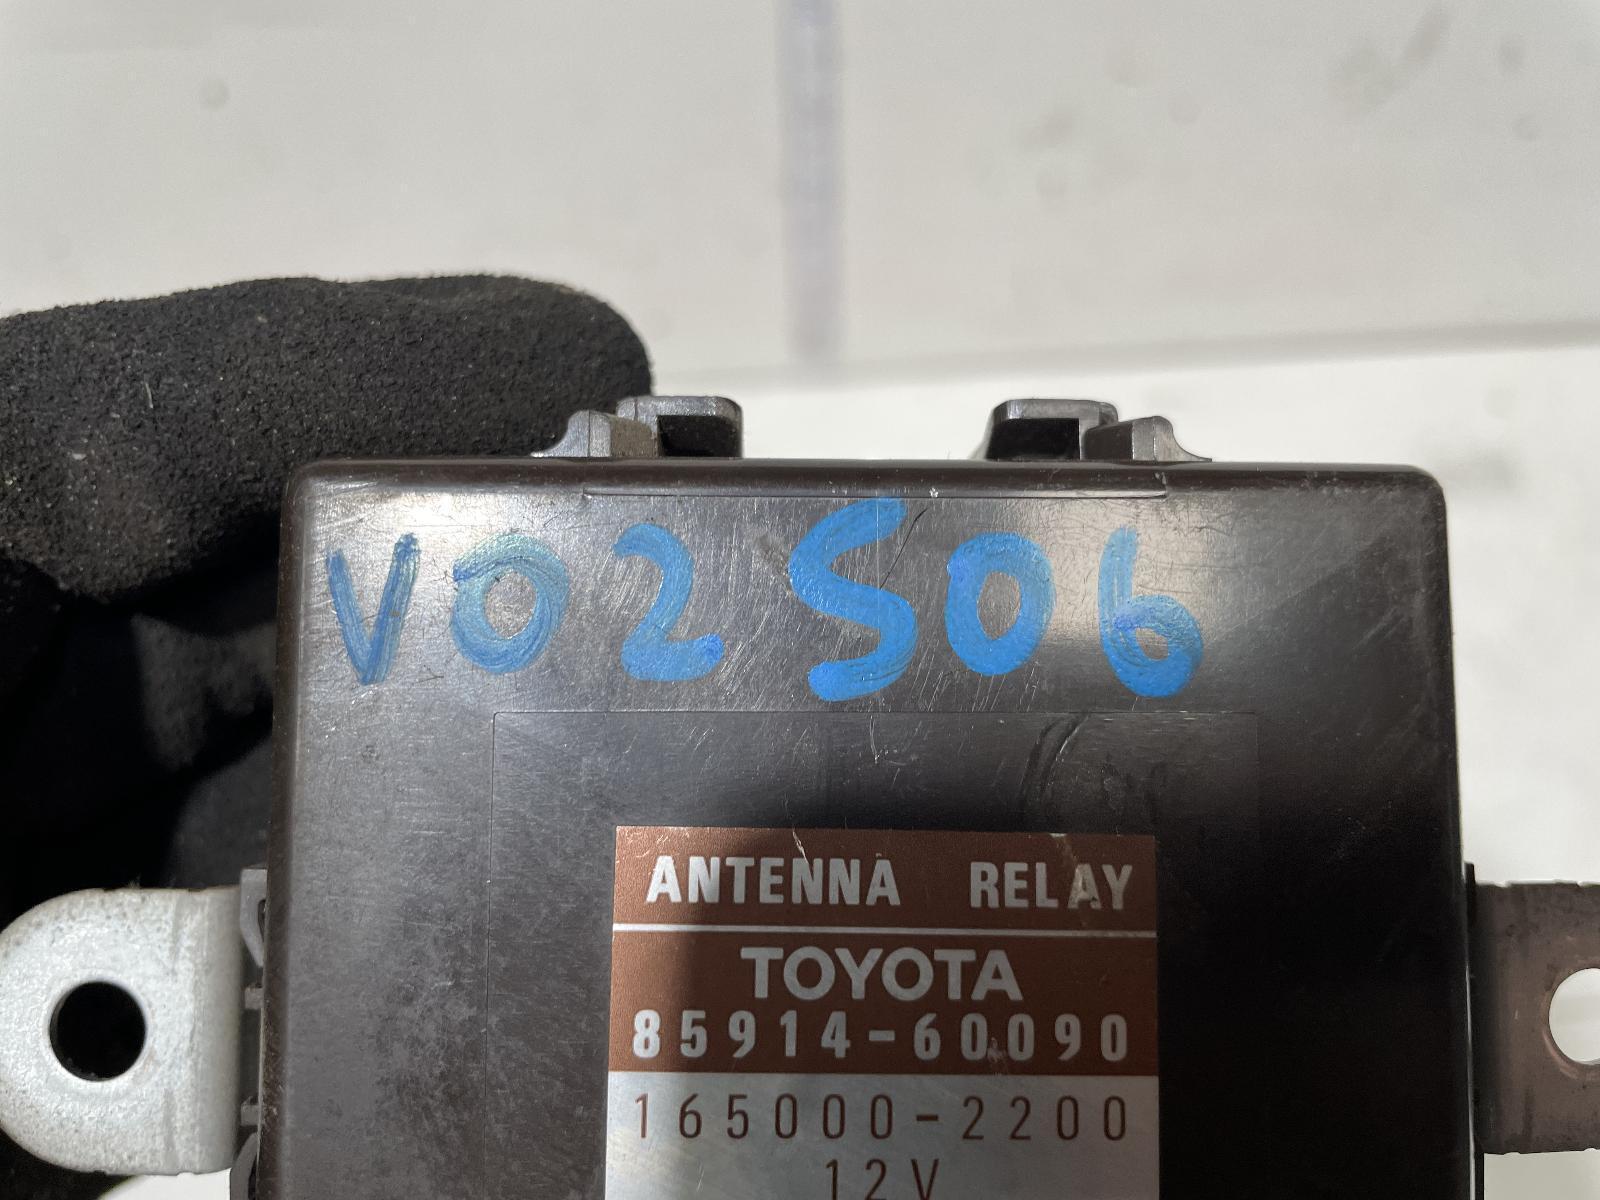 V02S06
ANTENNA RELAY
TOYOTA
85914-60090
165000-2200
12V